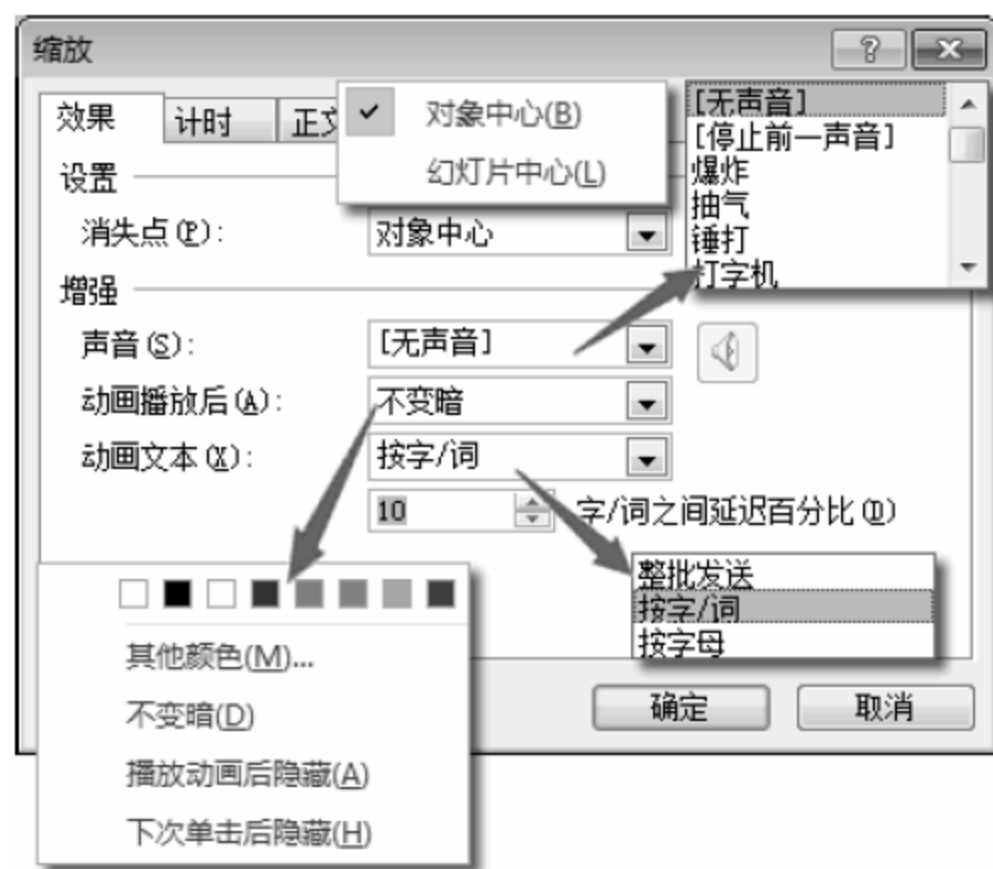 缩放
效果
计时
正文
对象中心(B)
幻灯片中心(L)
[无声音]
[停止前一声音]
爆炸
抽气
锤打
打字机
设置
消失点(P):
对象中心
增强
声音(S):
[无声音]
动画播放后(A):
不变暗
动画文本(X):
按字/词
10
字/词之间延迟百分比(D)
整批发送
按字/词
按字母
其他颜色(M)...
不变暗(D)
播放动画后隐藏(A)
下次单击后隐藏(H)
确定
取消